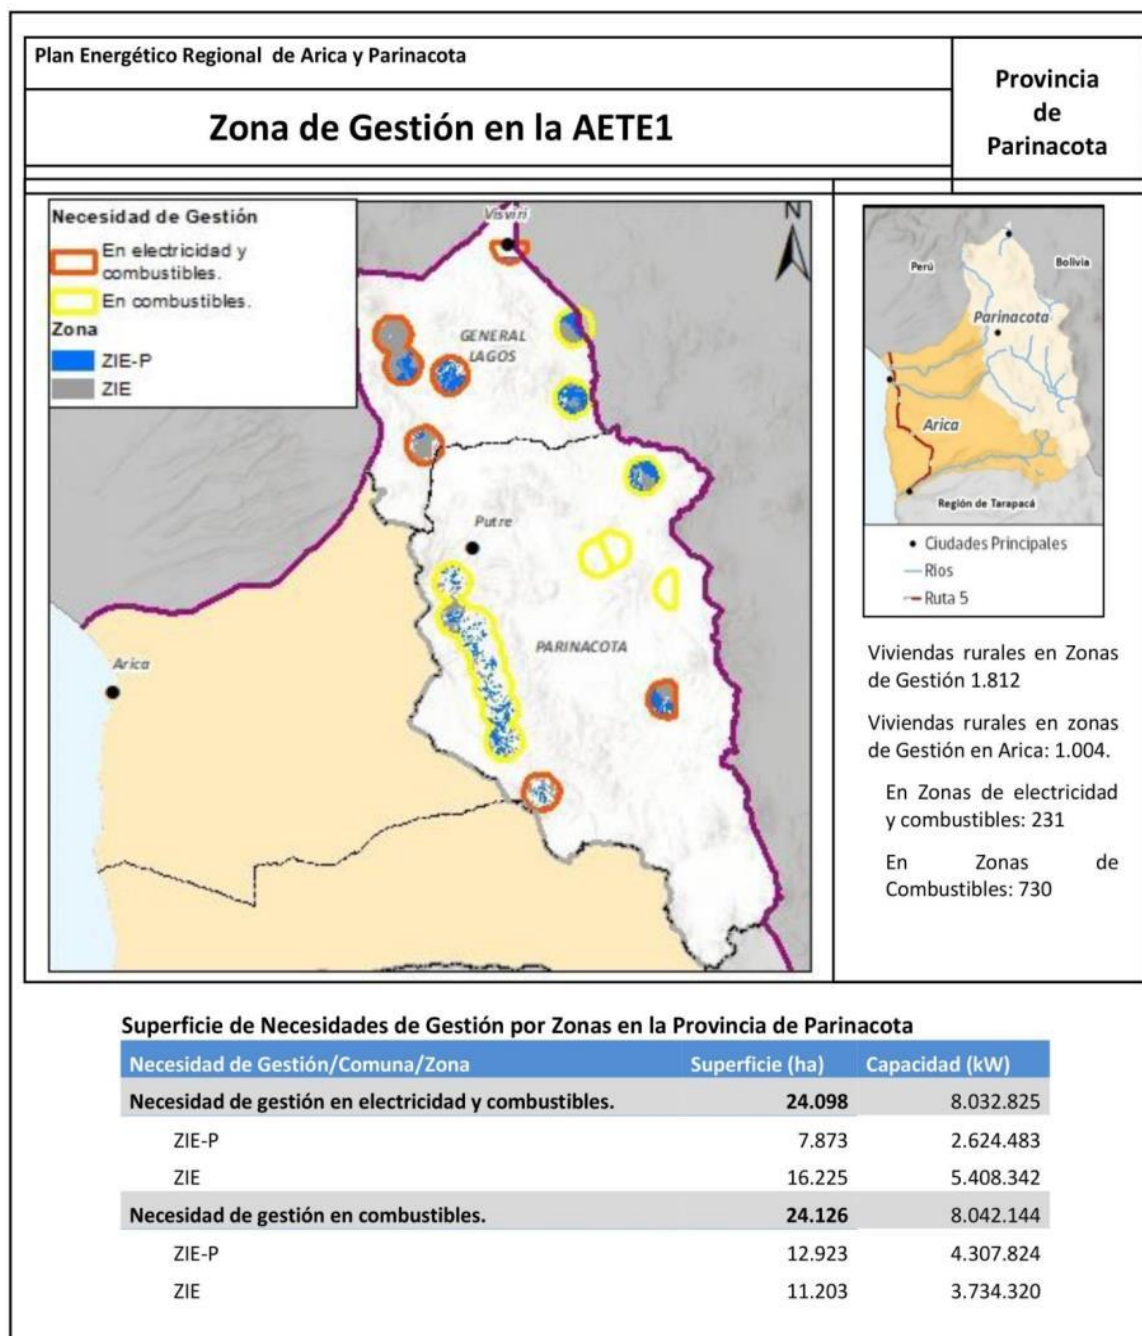 Plan Energético Regional de Arica y Parinacota
Zona de Gestión en la AETE1
Provincia
de
Parinacota
Necesidad de Gestión
En electricidad y
combustibles.
En combustibles.
Zona
ZIE-P
ZIE
Visviri
N
GENERAL
LAGOS
Putre
PARINACOTA
Arica
Perú
Bolivia
Parinacota
Arica
Región de Tarapacá
Ciudades Principales
Rios
Ruta 5
Viviendas rurales en Zonas
de Gestión 1.812
Viviendas rurales en zonas
de Gestión en Arica: 1.004.
En Zonas de electricidad
y combustibles: 231
En Zonas de
Combustibles: 730
Superficie de Necesidades de Gestión por Zonas en la Provincia de Parinacota
Necesidad de Gestión/Comuna/Zona Superficie (ha) Capacidad (kW)
Necesidad de gestión en electricidad y combustibles. 24.098 8.032.825
ZIE-P 7.873 2.624.483
ZIE 16.225 5.408.342
Necesidad de gestión en combustibles. 24.126 8.042.144
ZIE-P 12.923 4.307.824
ZIE 11.203 3.734.320